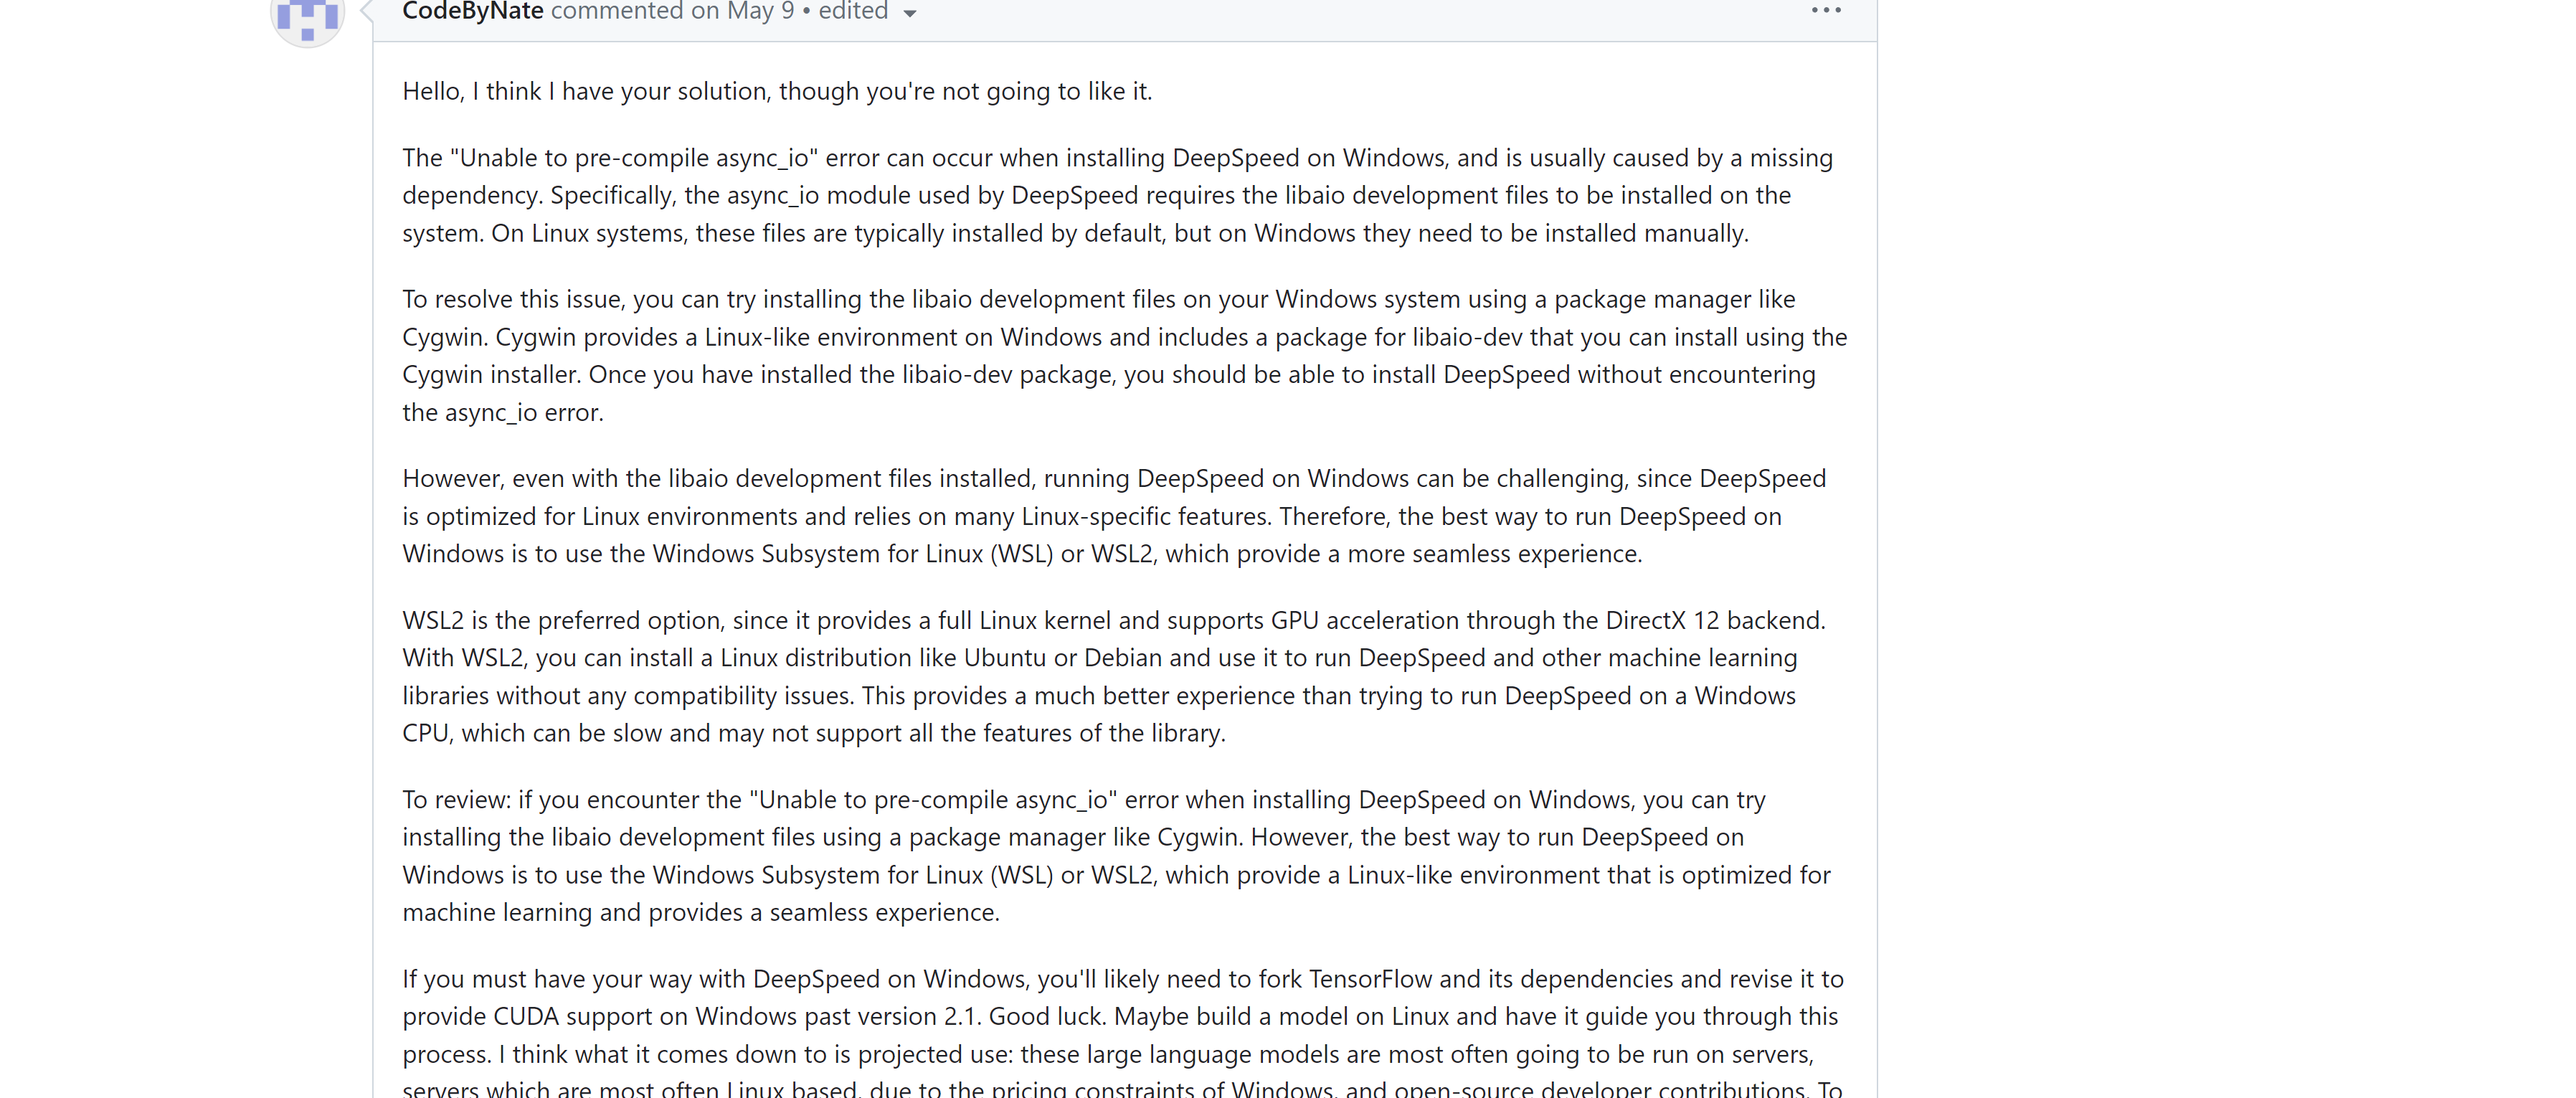 CodeByNate commented on May 9 • edited
Hello, I think I have your solution, though you're not going to like it.
The "Unable to pre-compile async_io" error can occur when installing DeepSpeed on Windows, and is usually caused by a missing
dependency. Specifically, the async_io module used by DeepSpeed requires the libaio development files to be installed on the
system. On Linux systems, these files are typically installed by default, but on Windows they need to be installed manually.
To resolve this issue, you can try installing the libaio development files on your Windows system using a package manager like
Cygwin. Cygwin provides a Linux-like environment on Windows and includes a package for libaio-dev that you can install using the
Cygwin installer. Once you have installed the libaio-dev package, you should be able to install DeepSpeed without encountering
the async_io error.
However, even with the libaio development files installed, running DeepSpeed on Windows can be challenging, since DeepSpeed
is optimized for Linux environments and relies on many Linux-specific features. Therefore, the best way to run DeepSpeed on
Windows is to use the Windows Subsystem for Linux (WSL) or WSL2, which provide a more seamless experience.
WSL2 is the preferred option, since it provides a full Linux kernel and supports GPU acceleration through the DirectX 12 backend.
With WSL2, you can install a Linux distribution like Ubuntu or Debian and use it to run DeepSpeed and other machine learning
libraries without any compatibility issues. This provides a much better experience than trying to run DeepSpeed on a Windows
CPU, which can be slow and may not support all the features of the library.
To review: if you encounter the "Unable to pre-compile async_io" error when installing DeepSpeed on Windows, you can try
installing the libaio development files using a package manager like Cygwin. However, the best way to run DeepSpeed on
Windows is to use the Windows Subsystem for Linux (WSL) or WSL2, which provide a Linux-like environment that is optimized for
machine learning and provides a seamless experience.
If you must have your way with DeepSpeed on Windows, you'll likely need to fork TensorFlow and its dependencies and revise it to
provide CUDA support on Windows past version 2.1. Good luck. Maybe build a model on Linux and have it guide you through this
process. I think what it comes down to is projected use: these large language models are most often going to be run on servers,
servers which are most often Linux based, due to the pricing constraints of Windows, and open-source developer contributions. To